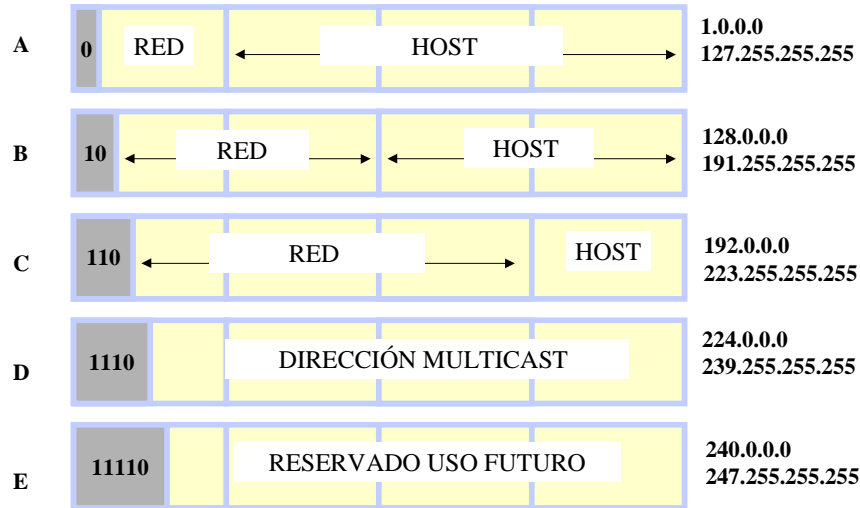 A
0
RED
HOST
1.0.0.0
127.255.255.255
B
10
RED
HOST
128.0.0.0
191.255.255.255
C
110
RED
HOST
192.0.0.0
223.255.255.255
D
1110
DIRECCIÓN MULTICAST
224.0.0.0
239.255.255.255
E
11110
RESERVADO USO FUTURO
240.0.0.0
247.255.255.255